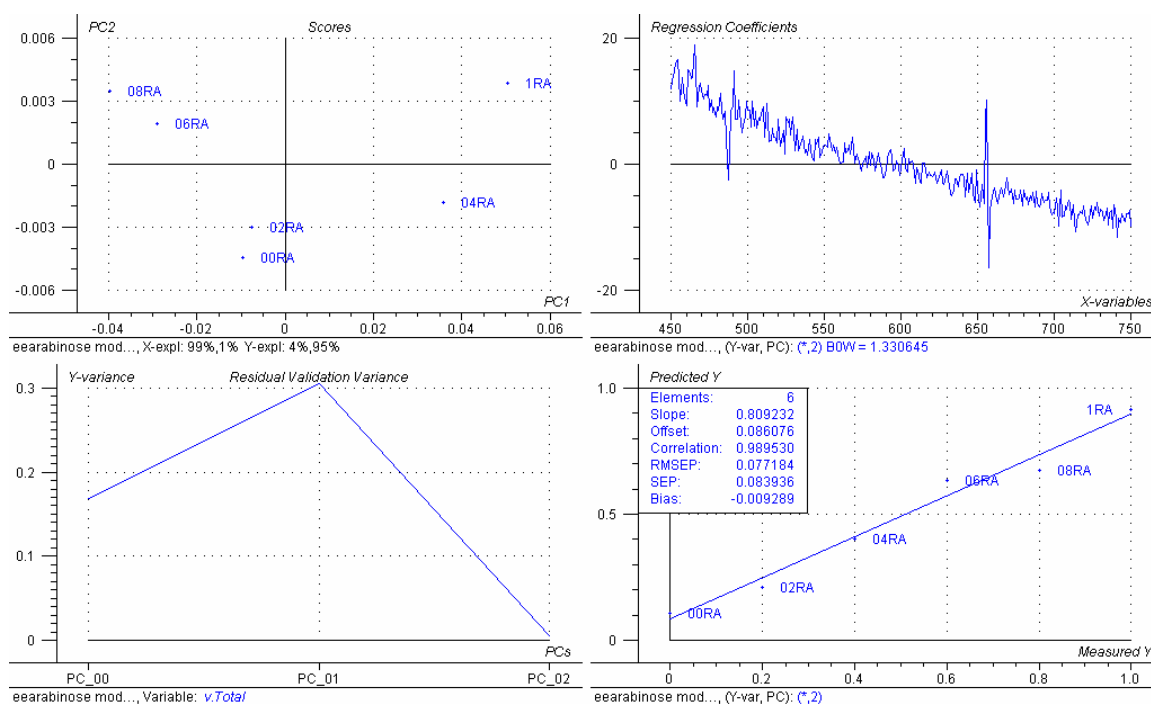 PC2 Scores
0.006
0.003
0
-0.003
-0.006
08RA
06RA
1RA
04RA
02RA
00RA
PC1
-0.04 -0.02 0 0.02 0.04 0.06
eearabinose mod..., X-expl: 99%,1% Y-expl: 4%,95%
Regression Coefficients
20
0
-20
X-variables
450 500 550 600 650 700 750
eearabinose mod..., (Y-var, PC): (*,2) B0W = 1.330645
Y-variance Residual Validation Variance
0.3
0.2
0.1
0
PCs
PC_00 PC_01 PC_02
eearabinose mod..., Variable: v.Total
Predicted Y
1.0
0.5
0
Elements: 6
Slope: 0.809232
Offset: 0.086076
Correlation: 0.989530
RMSEP: 0.077184
SEP: 0.083936
Bias: -0.009289
1RA
08RA
06RA
04RA
02RA
00RA
Measured Y
0 0.2 0.4 0.6 0.8 1.0
eearabinose mod..., (Y-var, PC): (*,2)